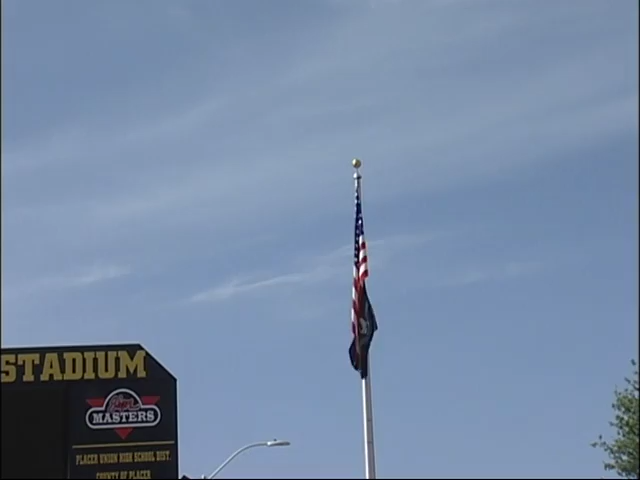 STADIUM
MASTERS
PLACER UNION HIGH SCHOOL DIST.
COUNTY OF PLACER